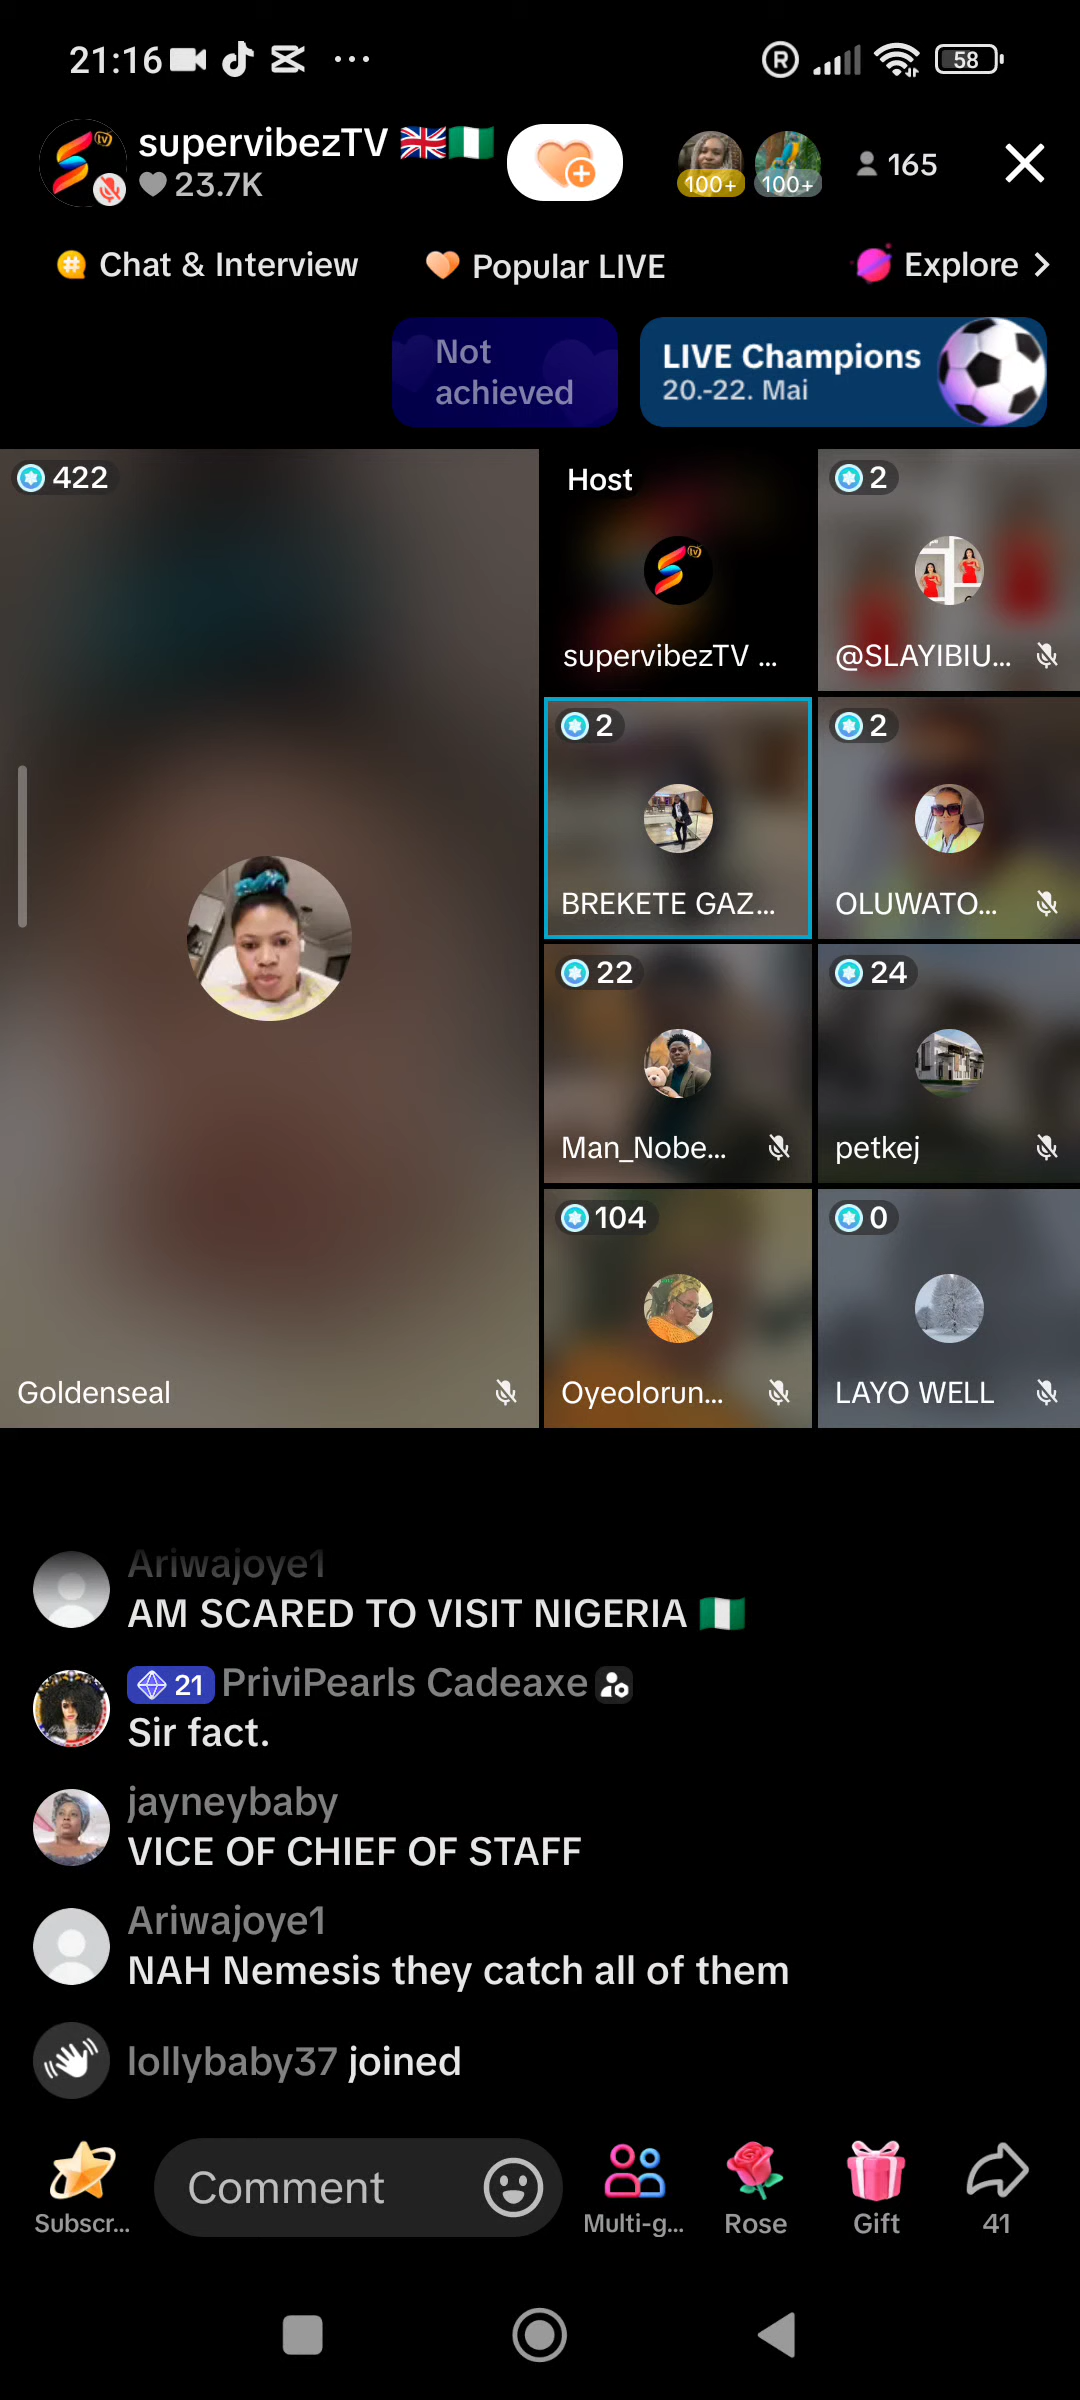 21:16
R
58
supervibezTV 🇬🇧🇳🇬
23.7K
100+
100+
165
Chat & Interview
Popular LIVE
Explore
Not
achieved
LIVE Champions
20.-22. Mai
422
Goldenseal
Host
supervibezTV ...
2
@SLAYIBIU...
2
BREKETE GAZ...
2
OLUWATO...
22
Man_Nobe...
24
petkej
104
Oyeolorun...
0
LAYO WELL
Ariwajoye1
AM SCARED TO VISIT NIGERIA 🇳🇬
21 PriviPearls Cadeaxe
Sir fact.
jayneybaby
VICE OF CHIEF OF STAFF
Ariwajoye1
NAH Nemesis they catch all of them
lollybaby37 joined
Subscr...
Comment
Multi-g...
Rose
Gift
41